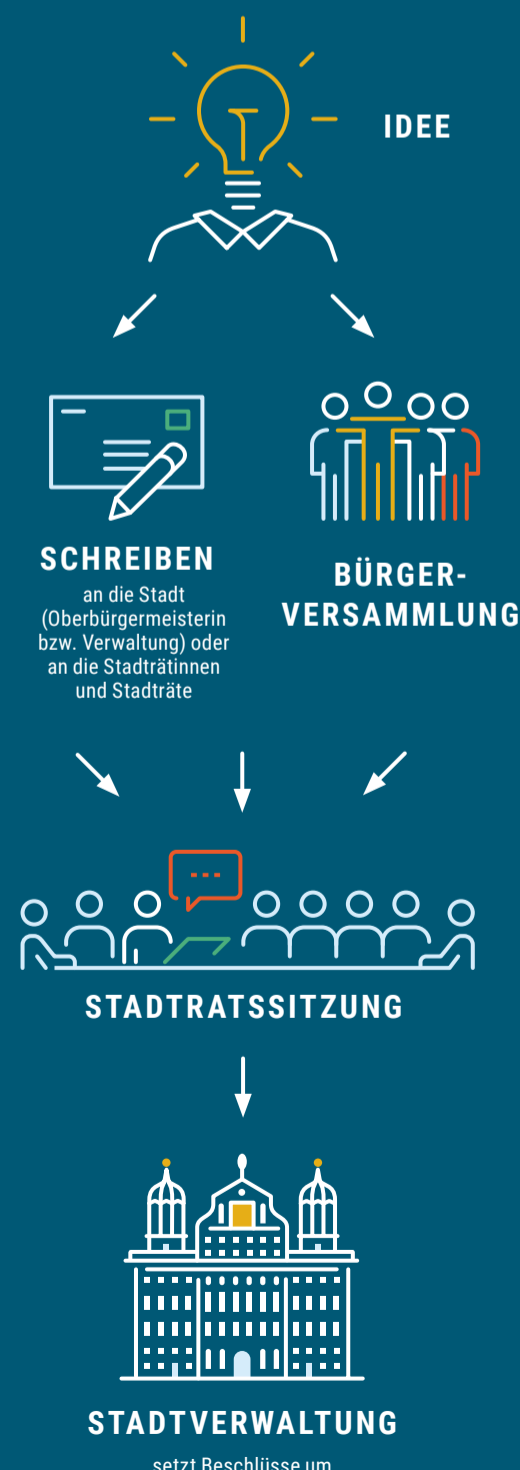 IDEE
SCHREIBEN
an die Stadt
(Oberbürgermeisterin
bzw. Verwaltung) oder
an die Stadträtinnen
und Stadträte
BÜRGER-
VERSAMMLUNG
STADTRATSSITZUNG
STADTVERWALTUNG
setzt Beschlüsse um